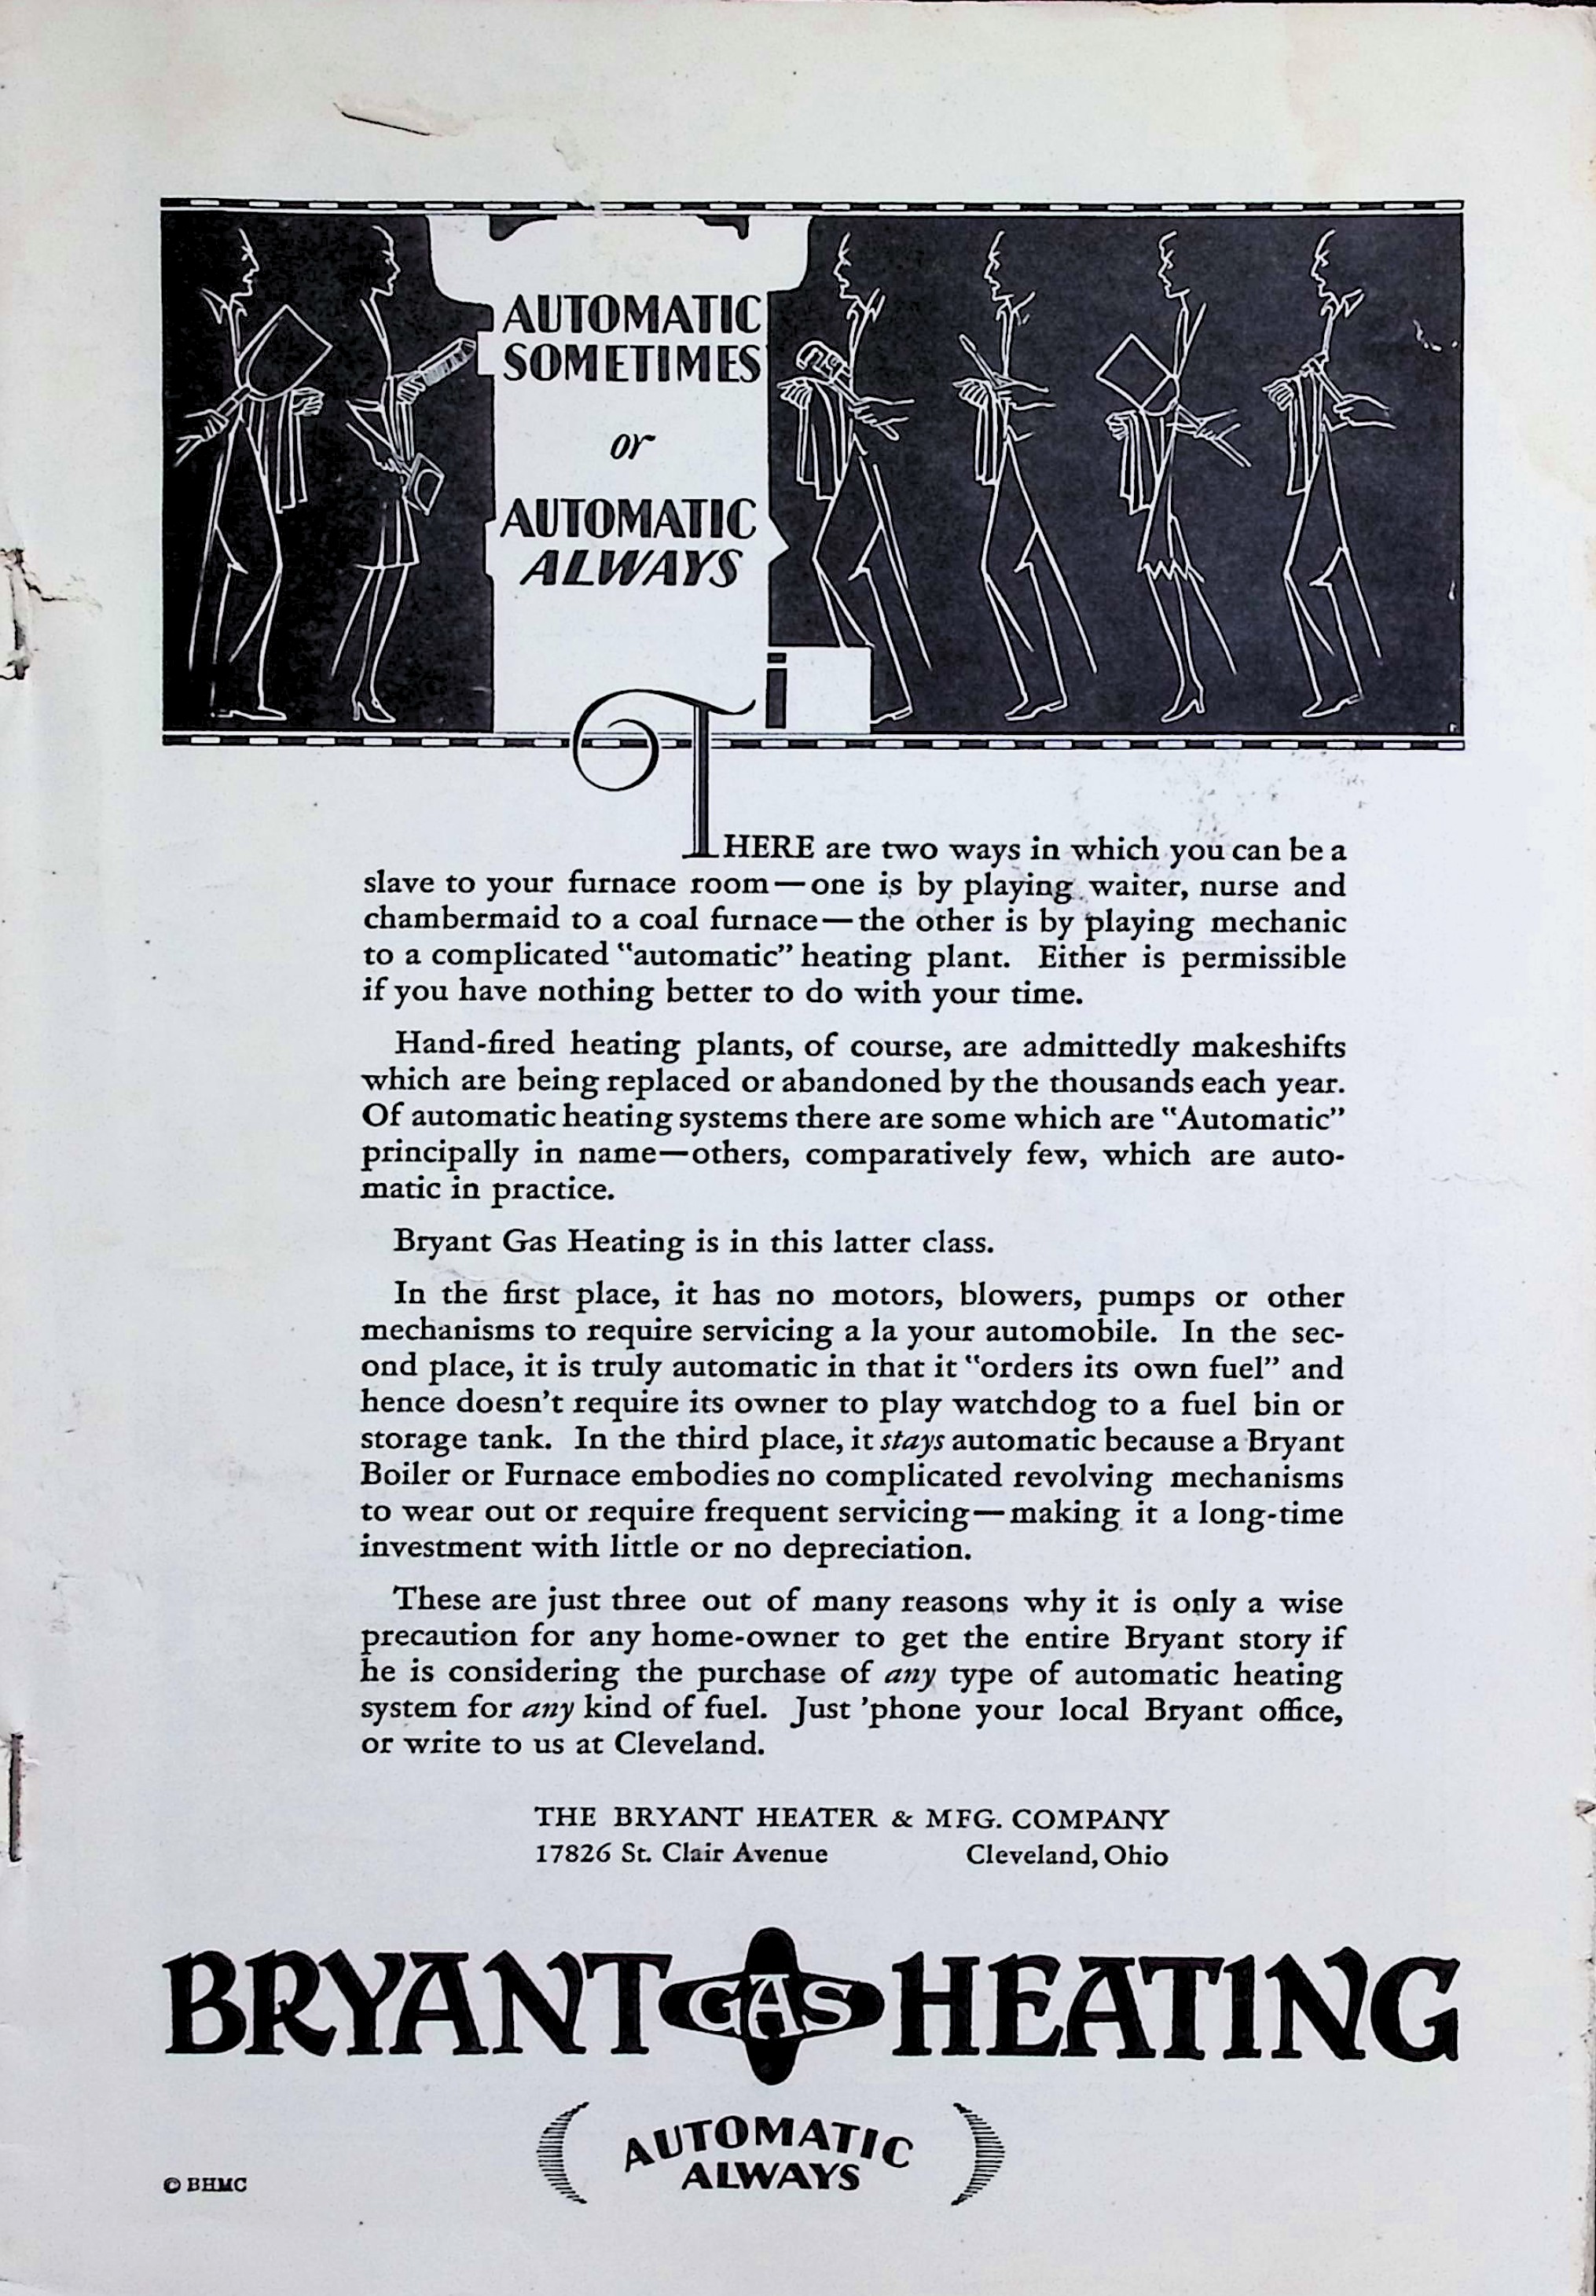 AUTOMATIC
SOMETIMES
or
AUTOMATIC
ALWAYS
THERE are two ways in which you can be a
slave to your furnace room—one is by playing waiter, nurse and
chambermaid to a coal furnace—the other is by playing mechanic
to a complicated "automatic" heating plant. Either is permissible
if you have nothing better to do with your time.
Hand-fired heating plants, of course, are admittedly makeshifts
which are being replaced or abandoned by the thousands each year.
Of automatic heating systems there are some which are "Automatic"
principally in name—others, comparatively few, which are auto-
matic in practice.
Bryant Gas Heating is in this latter class.
In the first place, it has no motors, blowers, pumps or other
mechanisms to require servicing a la your automobile. In the sec-
ond place, it is truly automatic in that it "orders its own fuel" and
hence doesn't require its owner to play watchdog to a fuel bin or
storage tank. In the third place, it stays automatic because a Bryant
Boiler or Furnace embodies no complicated revolving mechanisms
to wear out or require frequent servicing—making it a long-time
investment with little or no depreciation.
These are just three out of many reasons why it is only a wise
precaution for any home-owner to get the entire Bryant story if
he is considering the purchase of any type of automatic heating
system for any kind of fuel. Just 'phone your local Bryant office,
or write to us at Cleveland.
THE BRYANT HEATER & MFG. COMPANY
17826 St. Clair Avenue Cleveland, Ohio
BRYANT GAS HEATING
AUTOMATIC
ALWAYS
© BHMC